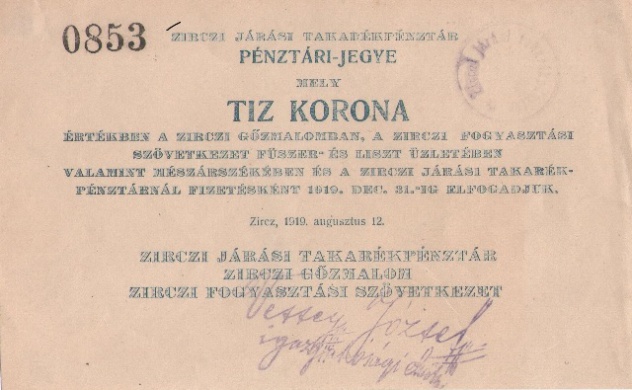 0853
ZIRCZI JÁRÁSI TAKARÉKPÉNZTÁR
PÉNZTÁRI-JEGYE
MELY
TIZ KORONA
ÉRTÉKBEN A ZIRCZI GŐZMALOMBAN, A ZIRCZI FOGYASZTÁSI
SZÖVETKEZET FÜSZER- ÉS LISZT ÜZLETÉBEN
VALAMINT MÉSZÁRSZÉKÉBEN ÉS A ZIRCZI JÁRÁSI TAKARÉK-
PÉNZTÁRNÁL FIZETÉSKÉNT 1919. DEC. 31.-IG ELFOGADJUK.
Zircz, 1919. augusztus 12.
ZIRCZI JÁRÁSI TAKARÉKPÉNZTÁR
ZIRCZI GŐZMALOM
ZIRCZI FOGYASZTÁSI SZÖVETKEZET
József